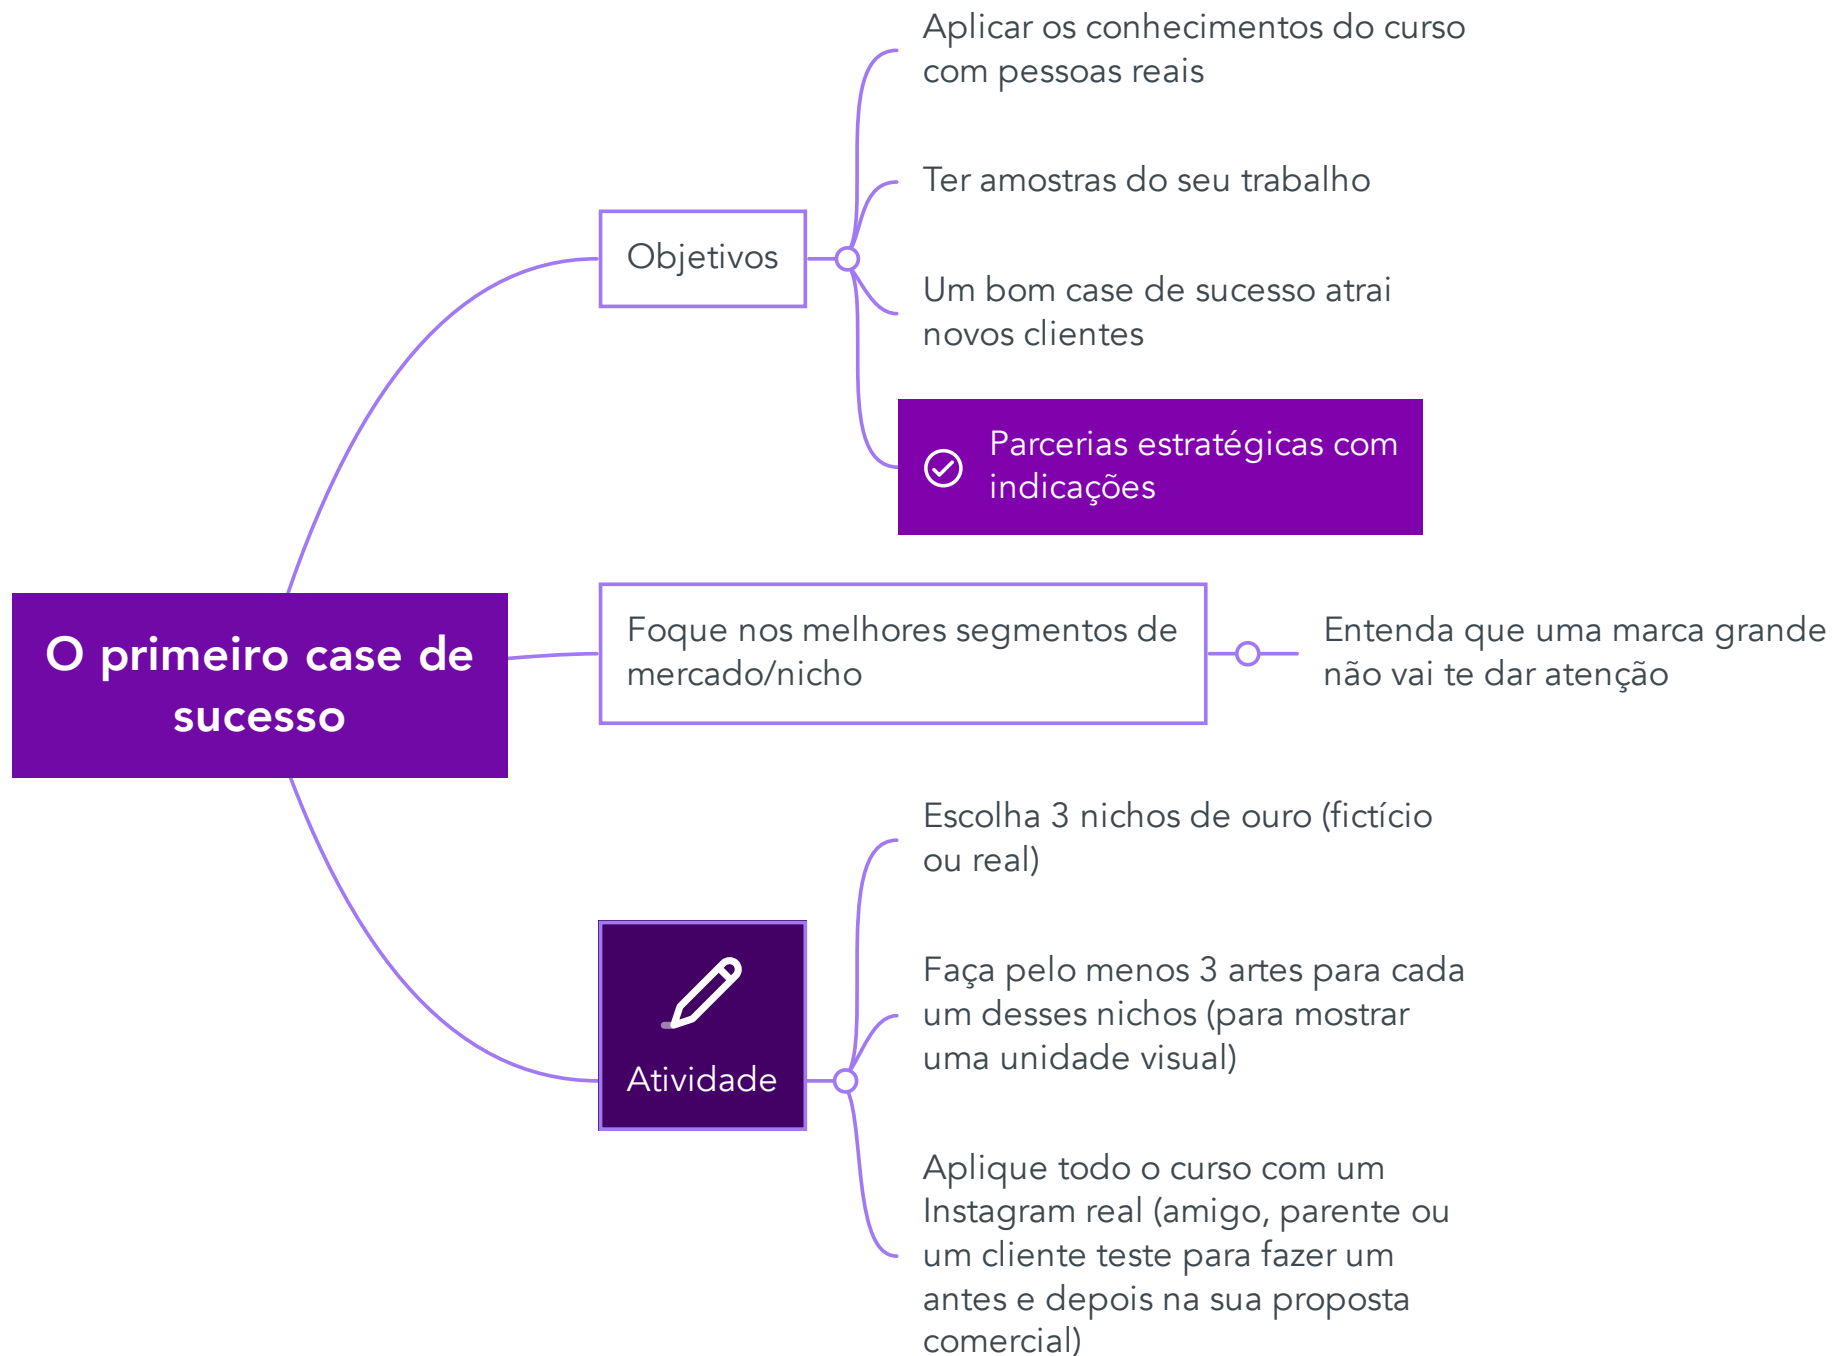 O primeiro case de
sucesso
Objetivos
Aplicar os conhecimentos do curso
com pessoas reais
Ter amostras do seu trabalho
Um bom case de sucesso atrai
novos clientes
Parcerias estratégicas com
indicações
Foque nos melhores segmentos de
mercado/nicho
Entenda que uma marca grande
não vai te dar atenção
Atividade
Escolha 3 nichos de ouro (fictício
ou real)
Faça pelo menos 3 artes para cada
um desses nichos (para mostrar
uma unidade visual)
Aplique todo o curso com um
Instagram real (amigo, parente ou
um cliente teste para fazer um
antes e depois na sua proposta
comercial)